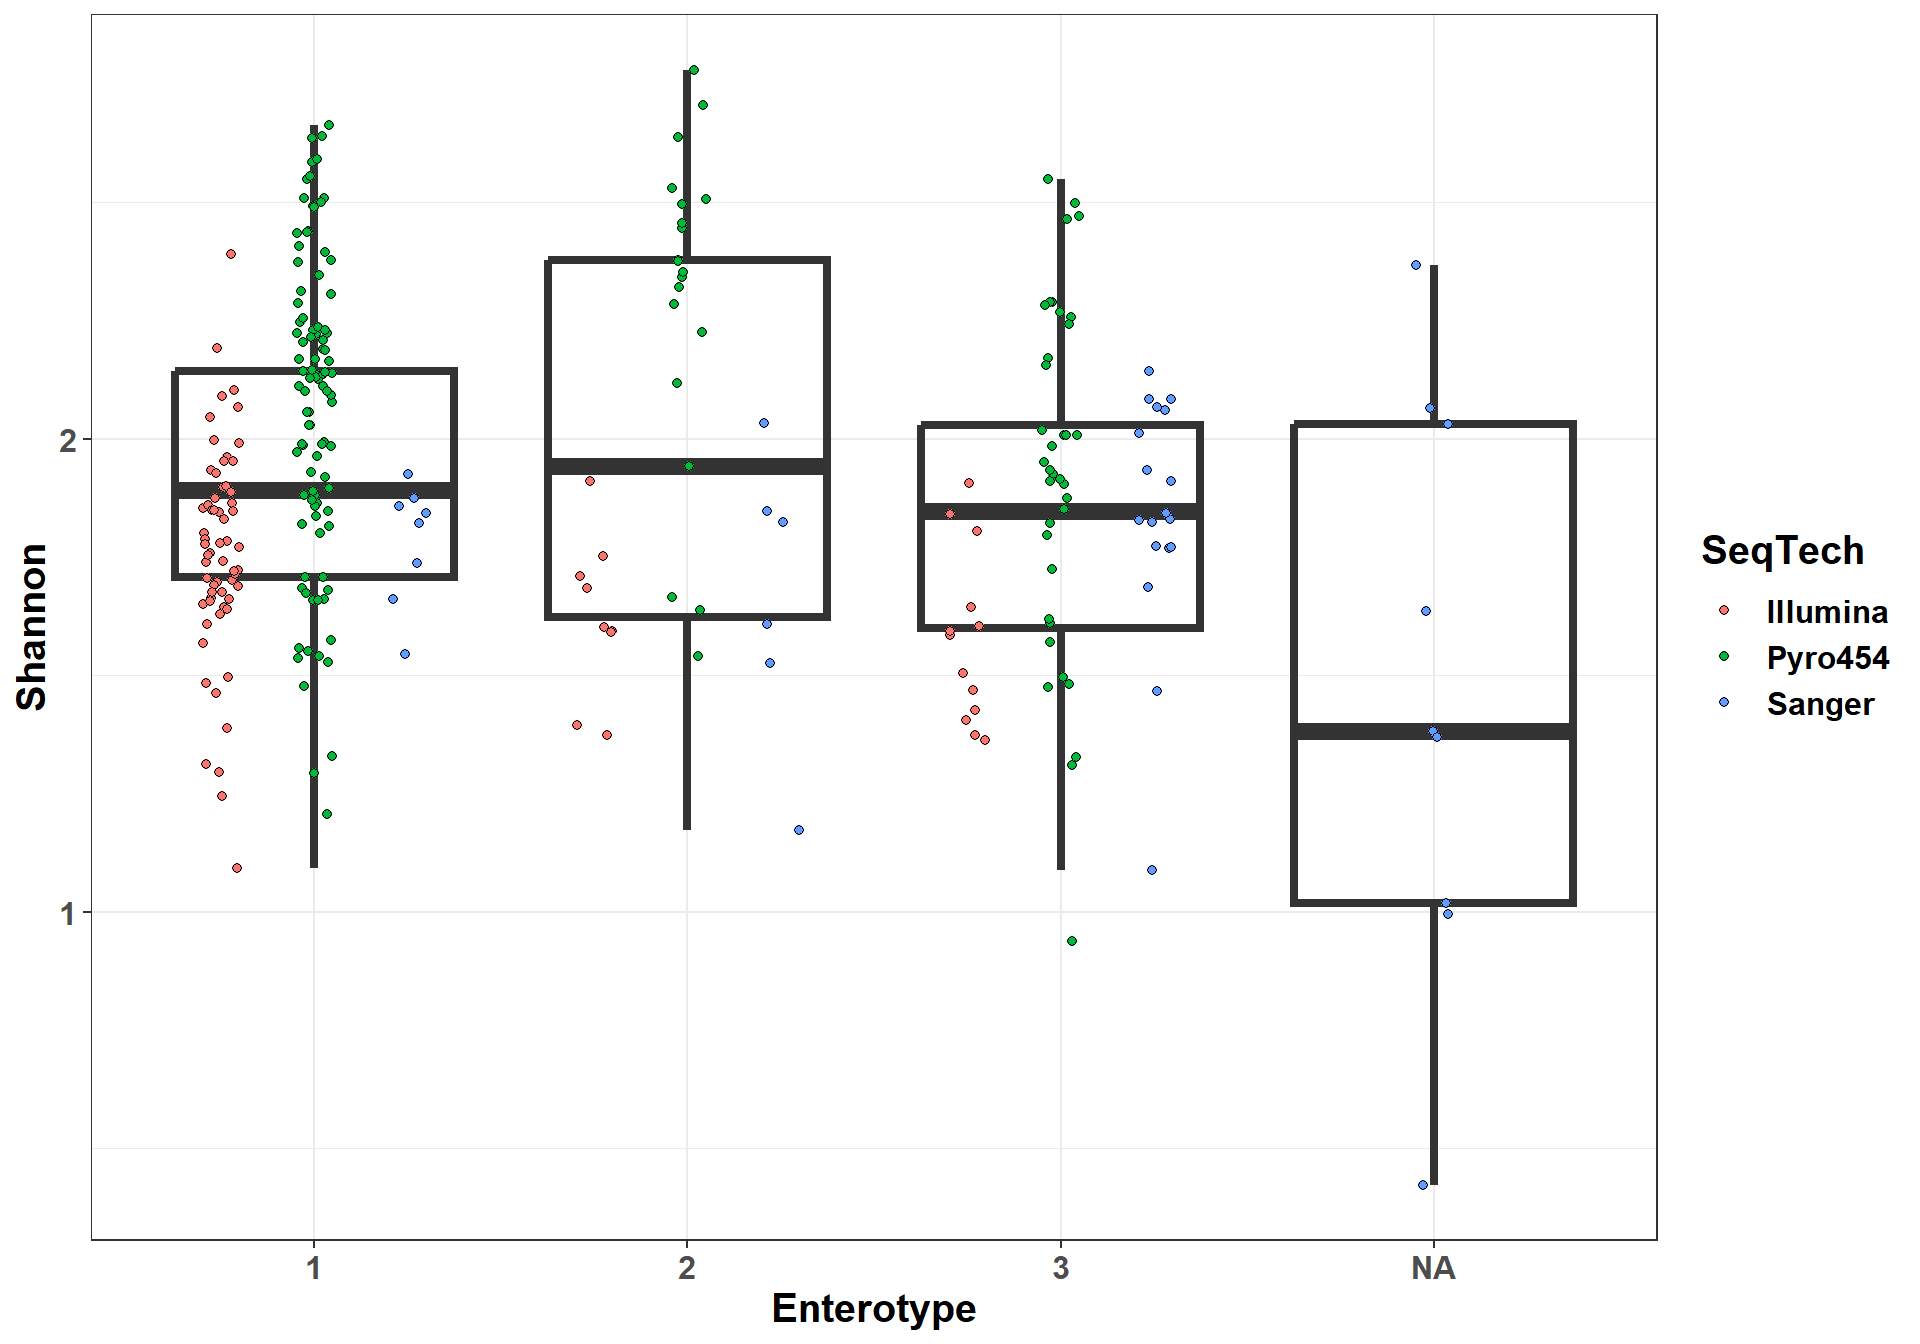 Shannon
2
1
1
2
3
NA
Enterotype
SeqTech
Illumina
Pyro454
Sanger